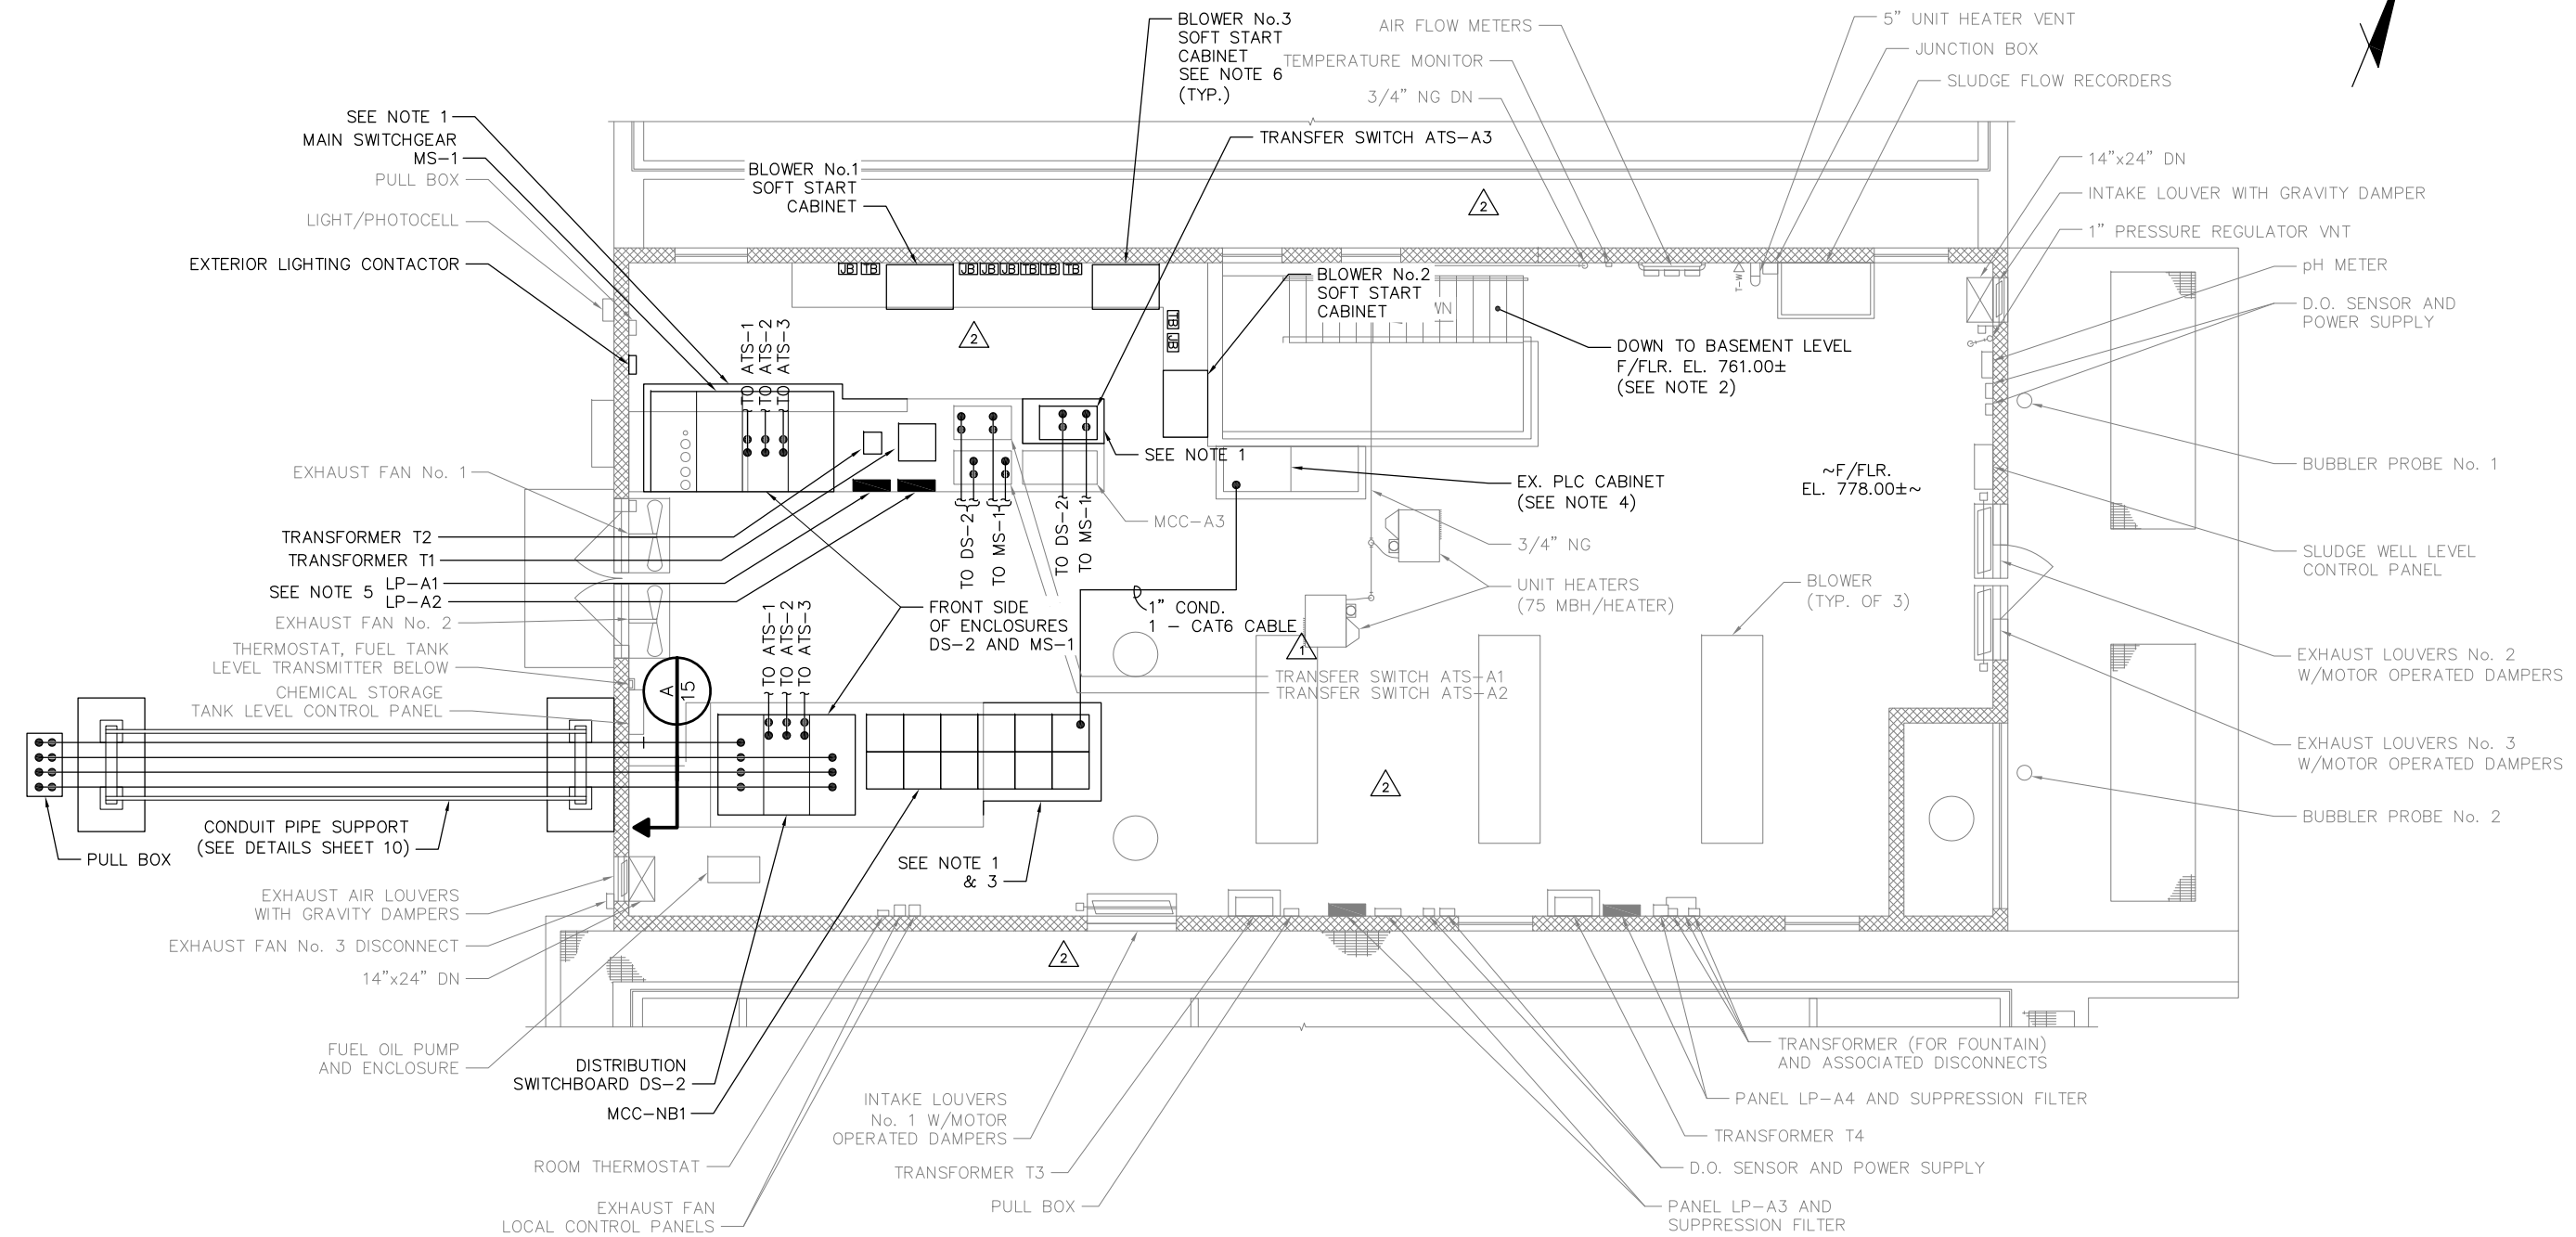 BLOWER No.3
SOFT START
CABINET
SEE NOTE 6
(TYP.)
AIR FLOW METERS
TEMPERATURE MONITOR
3/4" NG DN
5" UNIT HEATER VENT
JUNCTION BOX
SLUDGE FLOW RECORDERS
SEE NOTE 1
MAIN SWITCHGEAR
MS-1
PULL BOX
LIGHT/PHOTOCELL
EXTERIOR LIGHTING CONTACTOR
BLOWER No.1
SOFT START
CABINET
TRANSFER SWITCH ATS-A3
2
14"x24" DN
INTAKE LOUVER WITH GRAVITY DAMPER
1" PRESSURE REGULATOR VNT
pH METER
D.O. SENSOR AND
POWER SUPPLY
JB TB
JB JB JB TB TB TB
TB
JB
T-W
BLOWER No.2
SOFT START
CABINET
WN
2
TO ATS-1
TO ATS-2
TO ATS-3
DOWN TO BASEMENT LEVEL
F/FLR. EL. 761.00±
(SEE NOTE 2)
SEE NOTE 1
EX. PLC CABINET
(SEE NOTE 4)
~F/FLR.
EL. 778.00±~
BUBBLER PROBE No. 1
EXHAUST FAN No. 1
MCC-A3
3/4" NG
TRANSFORMER T2
TRANSFORMER T1
SEE NOTE 5
LP-A1
LP-A2
EXHAUST FAN No. 2
TO DS-2
TO MS-1
TO DS-2
TO MS-1
SLUDGE WELL LEVEL
CONTROL PANEL
UNIT HEATERS
(75 MBH/HEATER)
BLOWER
(TYP. OF 3)
FRONT SIDE
OF ENCLOSURES
DS-2 AND MS-1
1" COND.
1 - CAT6 CABLE
1
THERMOSTAT, FUEL TANK
LEVEL TRANSMITTER BELOW
CHEMICAL STORAGE
TANK LEVEL CONTROL PANEL
A
15
TO ATS-1
TO ATS-2
TO ATS-3
TRANSFER SWITCH ATS-A1
TRANSFER SWITCH ATS-A2
EXHAUST LOUVERS No. 2
W/MOTOR OPERATED DAMPERS
EXHAUST LOUVERS No. 3
W/MOTOR OPERATED DAMPERS
2
BUBBLER PROBE No. 2
CONDUIT PIPE SUPPORT
(SEE DETAILS SHEET 10)
PULL BOX
SEE NOTE 1
& 3
EXHAUST AIR LOUVERS
WITH GRAVITY DAMPERS
EXHAUST FAN No. 3 DISCONNECT
14"x24" DN
2
FUEL OIL PUMP
AND ENCLOSURE
DISTRIBUTION
SWITCHBOARD DS-2
MCC-NB1
INTAKE LOUVERS
No. 1 W/MOTOR
OPERATED DAMPERS
TRANSFORMER (FOR FOUNTAIN)
AND ASSOCIATED DISCONNECTS
PANEL LP-A4 AND SUPPRESSION FILTER
TRANSFORMER T4
ROOM THERMOSTAT
TRANSFORMER T3
D.O. SENSOR AND POWER SUPPLY
EXHAUST FAN
LOCAL CONTROL PANELS
PULL BOX
PANEL LP-A3 AND
SUPPRESSION FILTER